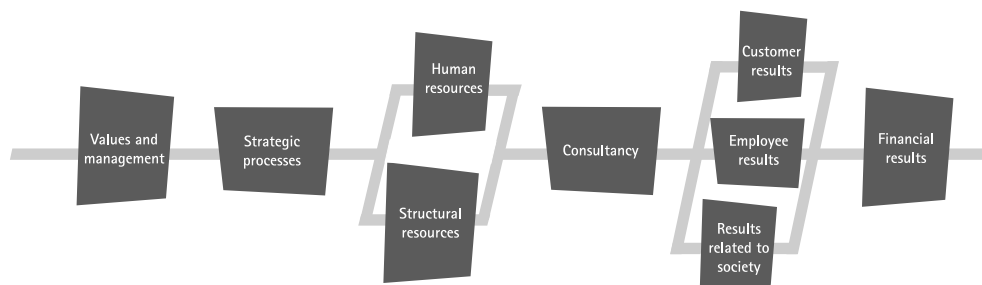 Values and
management
Strategic
processes
Human
resources
Structural
resources
Consultancy
Customer
results
Employee
results
Results
related to
society
Financial
results